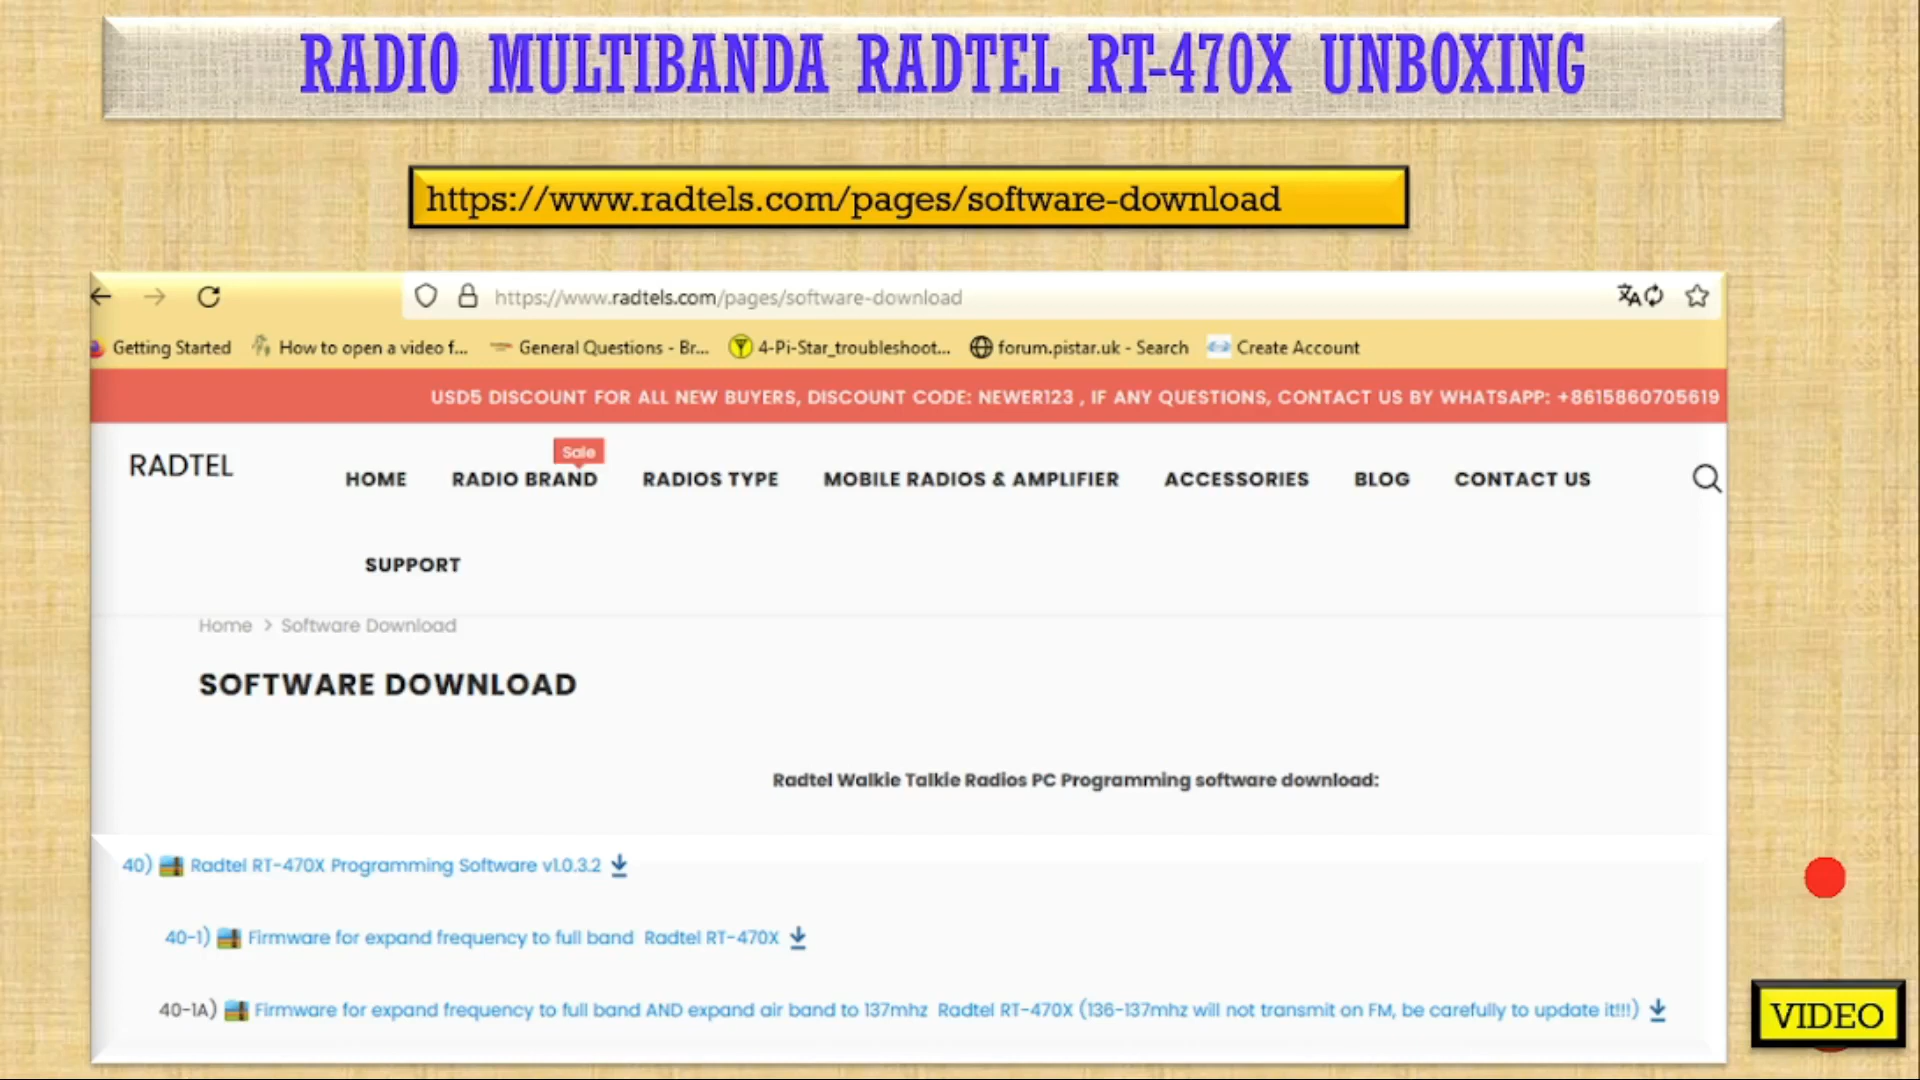 RADIO MULTIBANDA RADTEL RT-470X UNBOXING
https://www.radtels.com/pages/software-download
https://www.radtels.com/pages/software-download
Getting Started How to open a video f... General Questions - Br... 4-Pi-Star_troubleshoot... forum.pistar.uk - Search Create Account
USD5 DISCOUNT FOR ALL NEW BUYERS, DISCOUNT CODE: NEWER123 , IF ANY QUESTIONS, CONTACT US BY WHATSAPP: +8615860705619
Sale
RADTEL
HOME RADIO BRAND RADIOS TYPE MOBILE RADIOS & AMPLIFIER ACCESSORIES BLOG CONTACT US
SUPPORT
Home > Software Download
SOFTWARE DOWNLOAD
Radtel Walkie Talkie Radios PC Programming software download:
40) Radtel RT-470X Programming Software v1.0.3.2
40-1) Firmware for expand frequency to full band Radtel RT-470X
40-1A) Firmware for expand frequency to full band AND expand air band to 137mhz Radtel RT-470X (136-137mhz will not transmit on FM, be carefully to update it!!!)
VIDEO